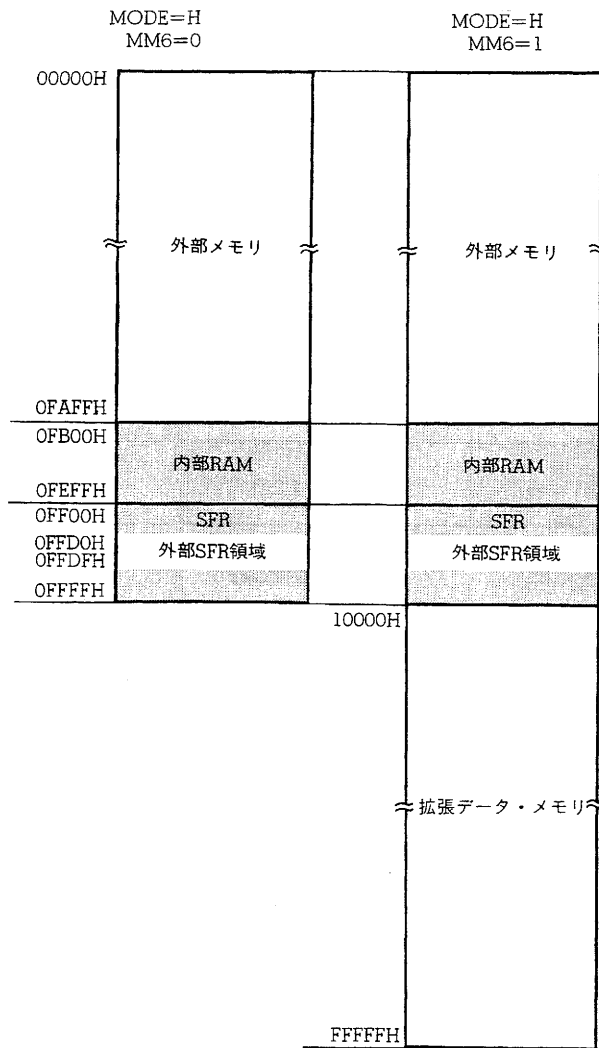 MODE=H
MM6=0
MODE=H
MM6=1
00000H
外部メモリ
外部メモリ
0FAFFH
0FB00H
内部RAM
内部RAM
0FEFFH
0FF00H
SFR
SFR
0FFD0H
外部SFR領域
外部SFR領域
0FFDFH
0FFFFH
10000H
拡張データ・メモリ
FFFFFH